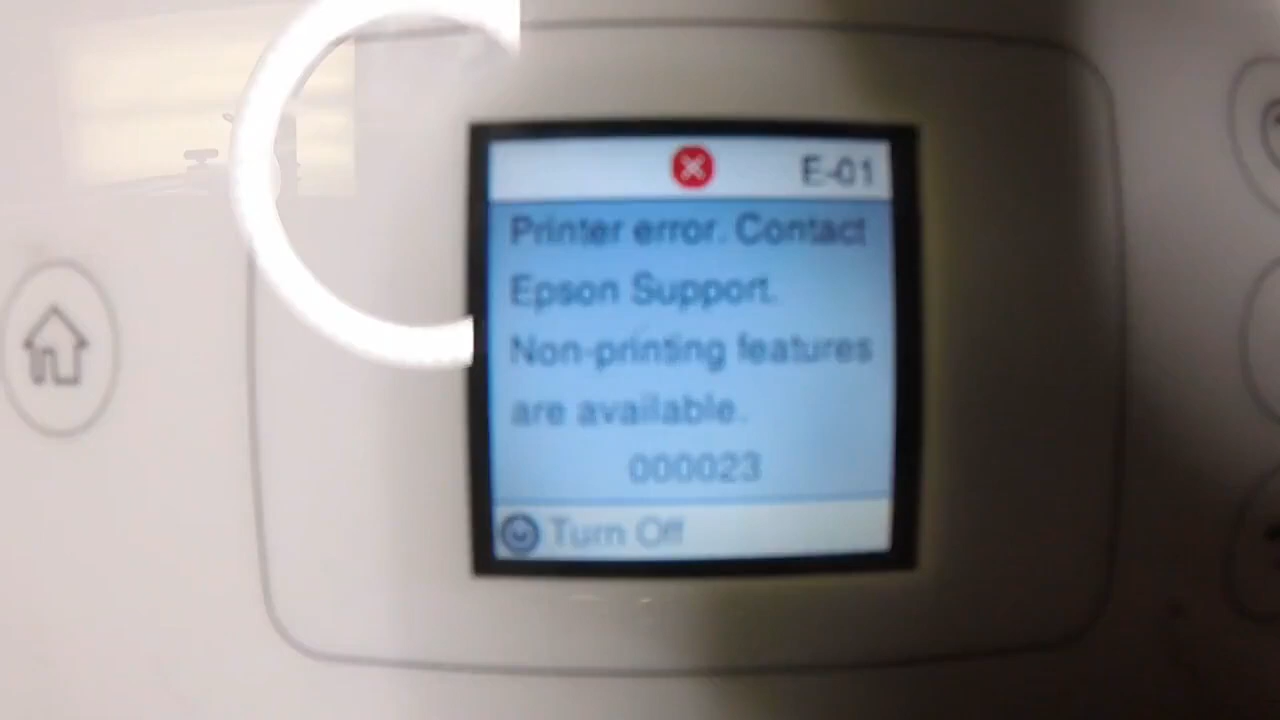 E-01
Printer error. Contact
Epson Support.
Non-printing features
are available.
000023
Turn Off